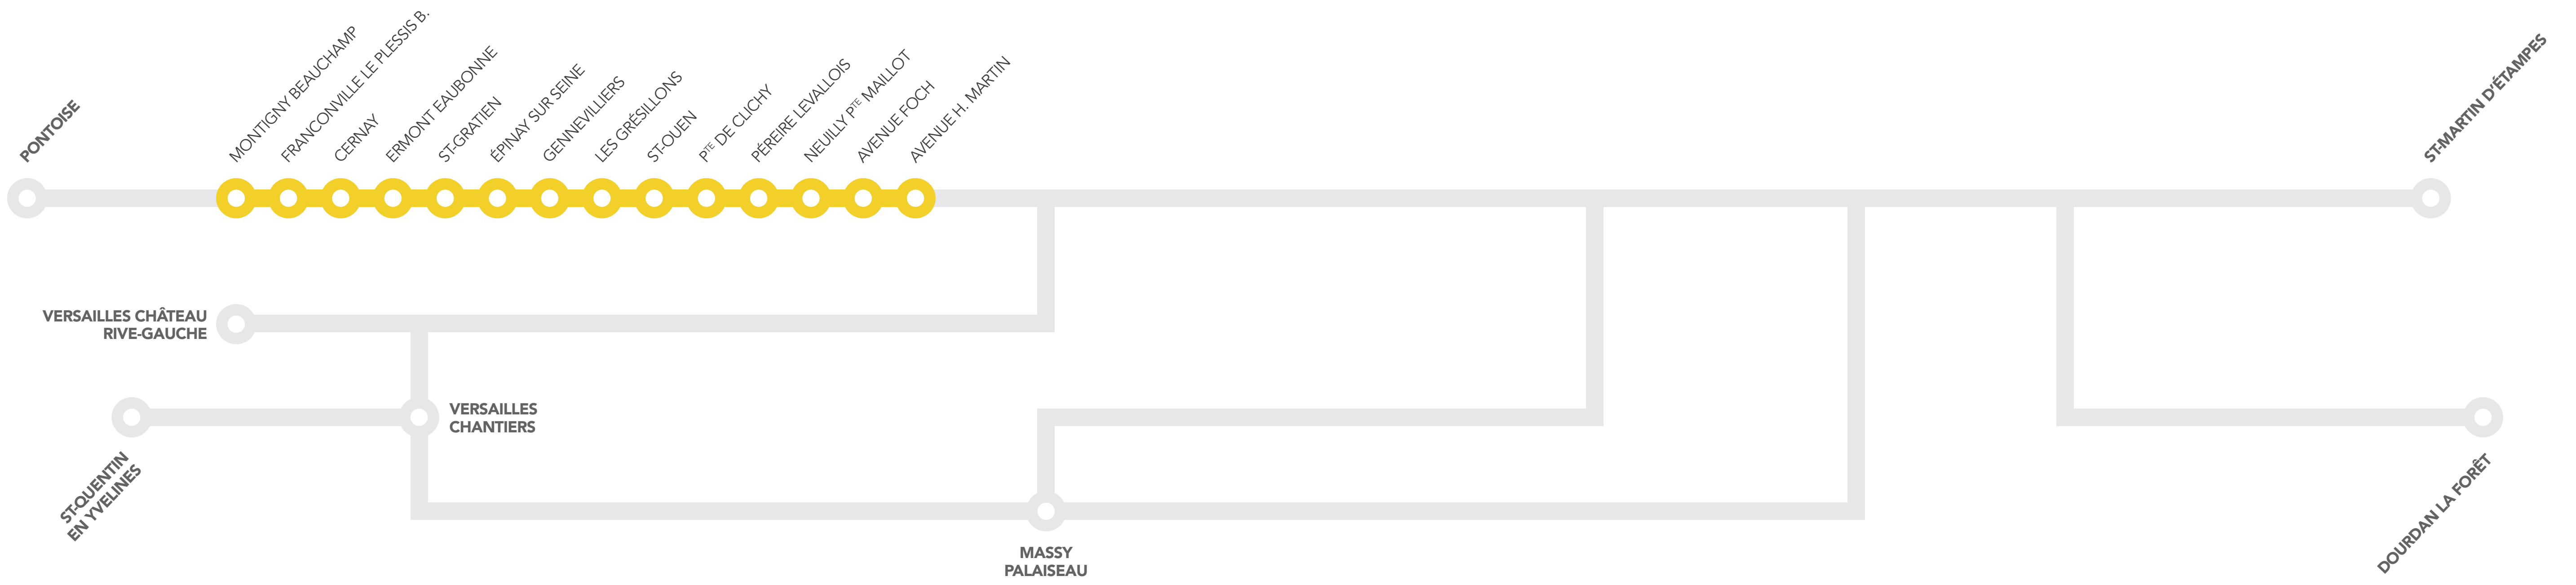 PONTOISE
MONTIGNY BEAUCHAMP
FRANCONVILLE LE PLESSIS B.
CERNAY
ERMONT EAUBONNE
ST-GRATIEN
ÉPINAY SUR SEINE
GENNEVILLIERS
LES GRÉSILLONS
ST-OUEN
PTE DE CLICHY
PÉREIRE LEVALLOIS
NEUILLY PTE MAILLOT
AVENUE FOCH
AVENUE H. MARTIN
ST-MARTIN D'ÉTAMPES
VERSAILLES CHÂTEAU
RIVE-GAUCHE
VERSAILLES
CHANTIERS
ST-QUENTIN
EN YVELINES
MASSY
PALAISEAU
DOURDAN LA FORÊT